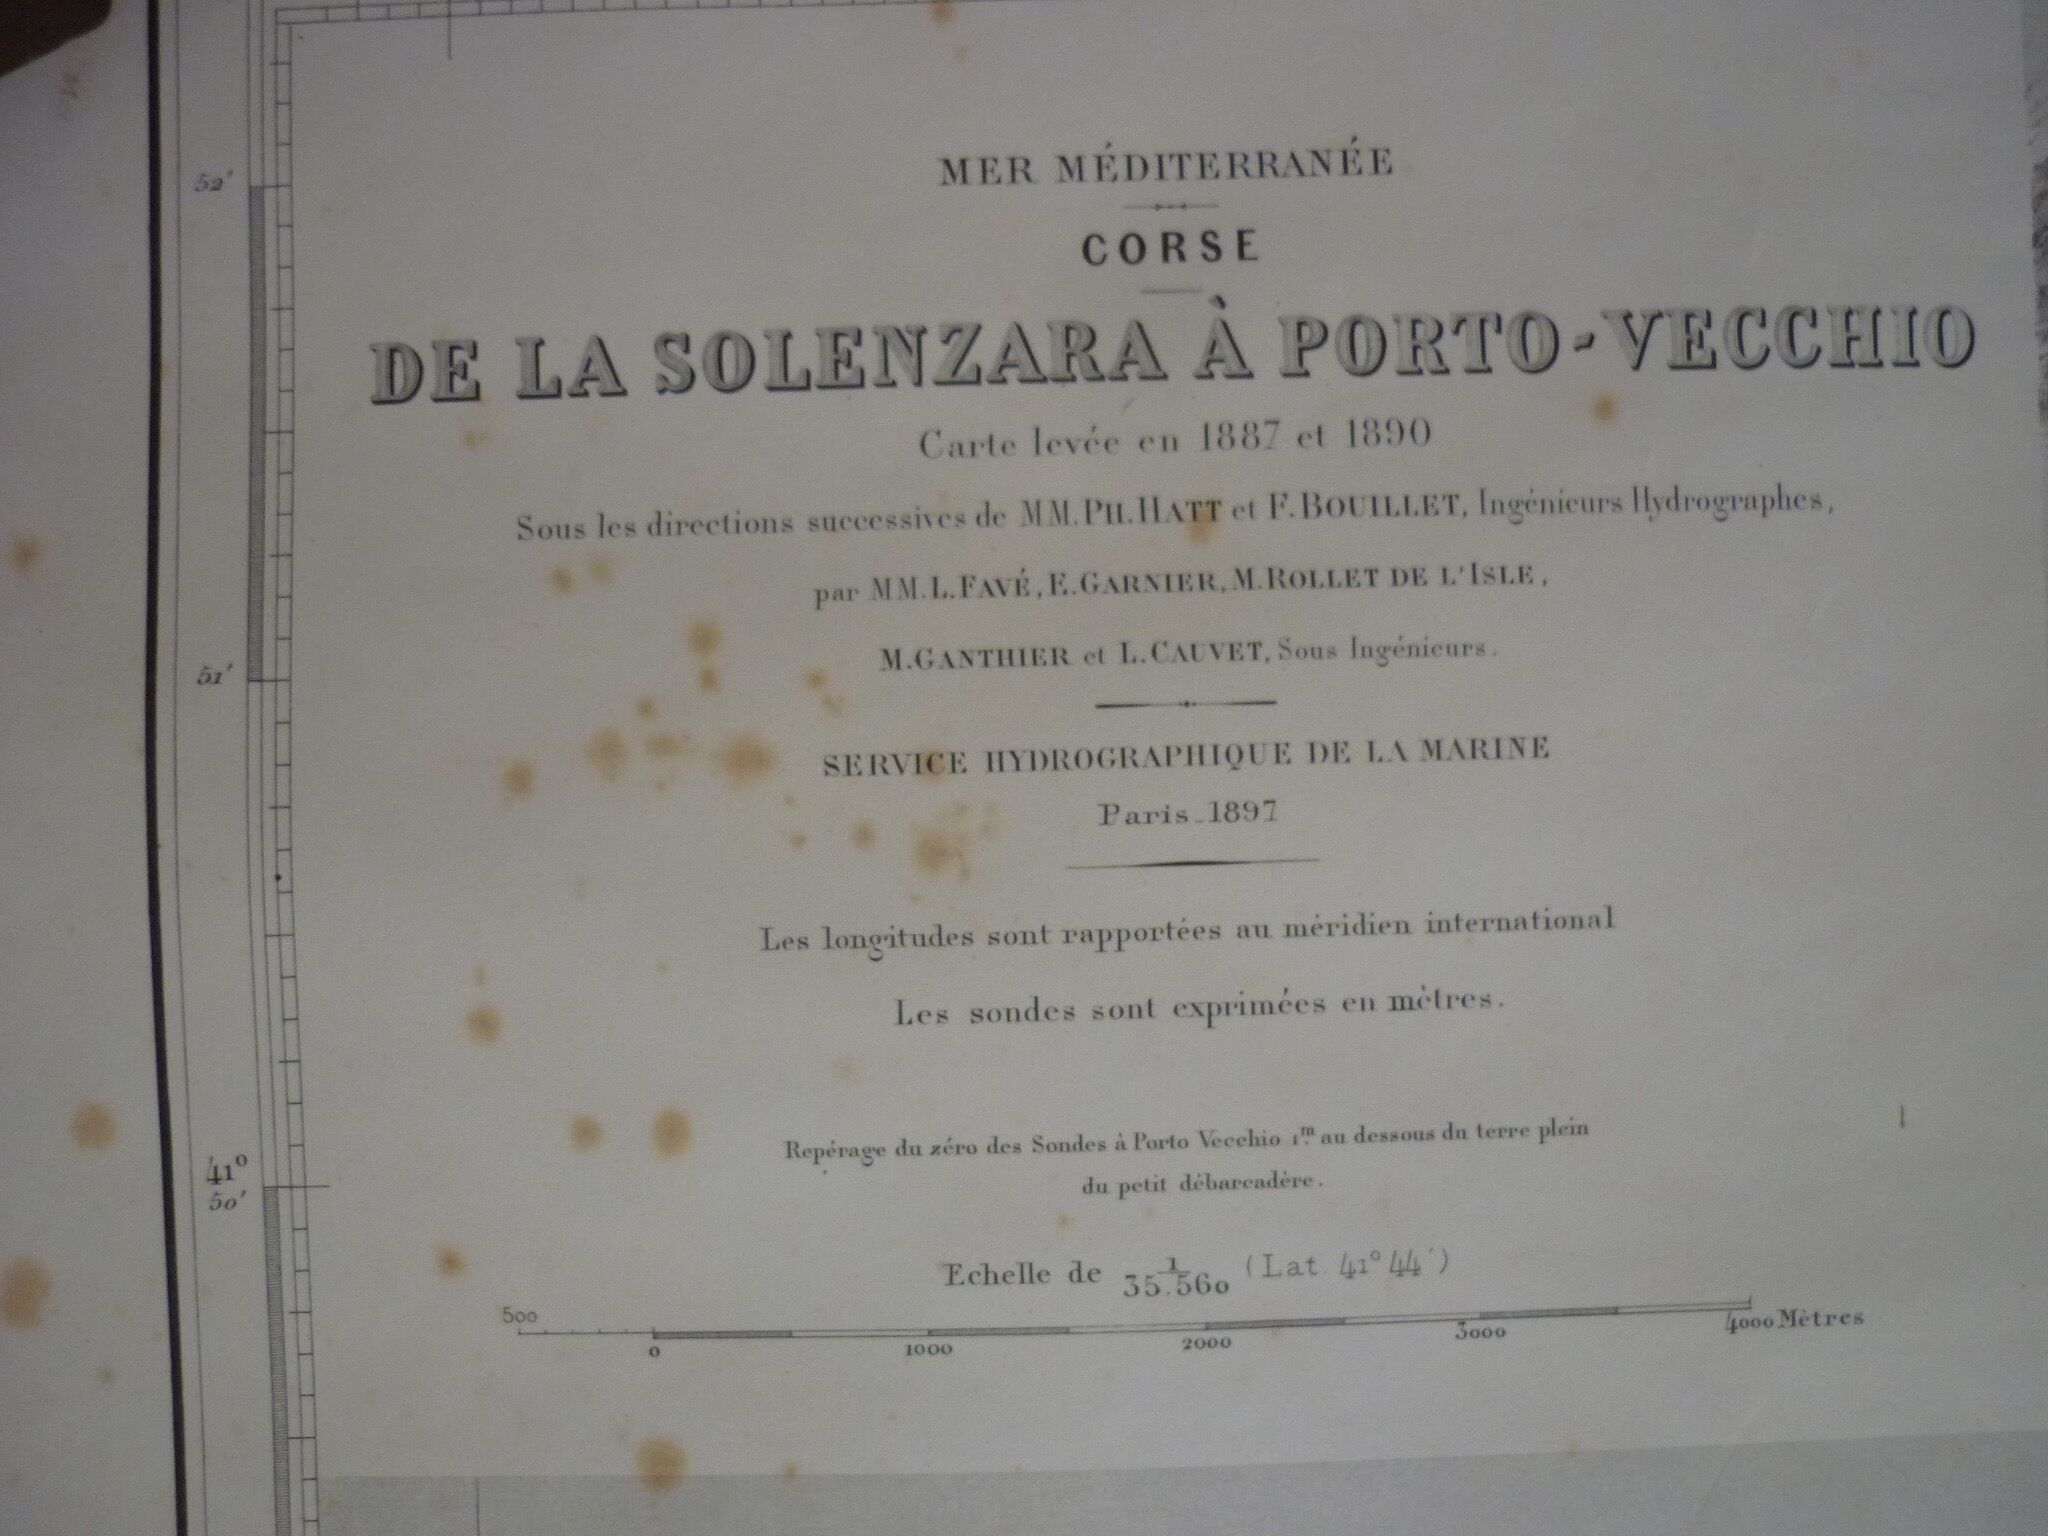 MER MÉDITERRANÉE
CORSE
DE LA SOLENZARA À PORTO-VECCHIO
Carte levée en 1887 et 1890
Sous les directions successives de MM. PH. HATT et F. BOUILLET, Ingénieurs Hydrographes,
par MM. L. FAVÉ, E. GARNIER, M. ROLLET DE L'ISLE,
M. GANTHIER et L. CAUVET, Sous Ingénieurs.
SERVICE HYDROGRAPHIQUE DE LA MARINE
Paris_1897
Les longitudes sont rapportées au méridien international
Les sondes sont exprimées en mètres.
Repérage du zéro des Sondes à Porto Vecchio 1m. au dessous du terre plein
du petit débarcadère.
Echelle de 1/35.560 (Lat 41° 44')
500 0 1000 2000 3000 4000 Mètres
52'
51'
41°
50'